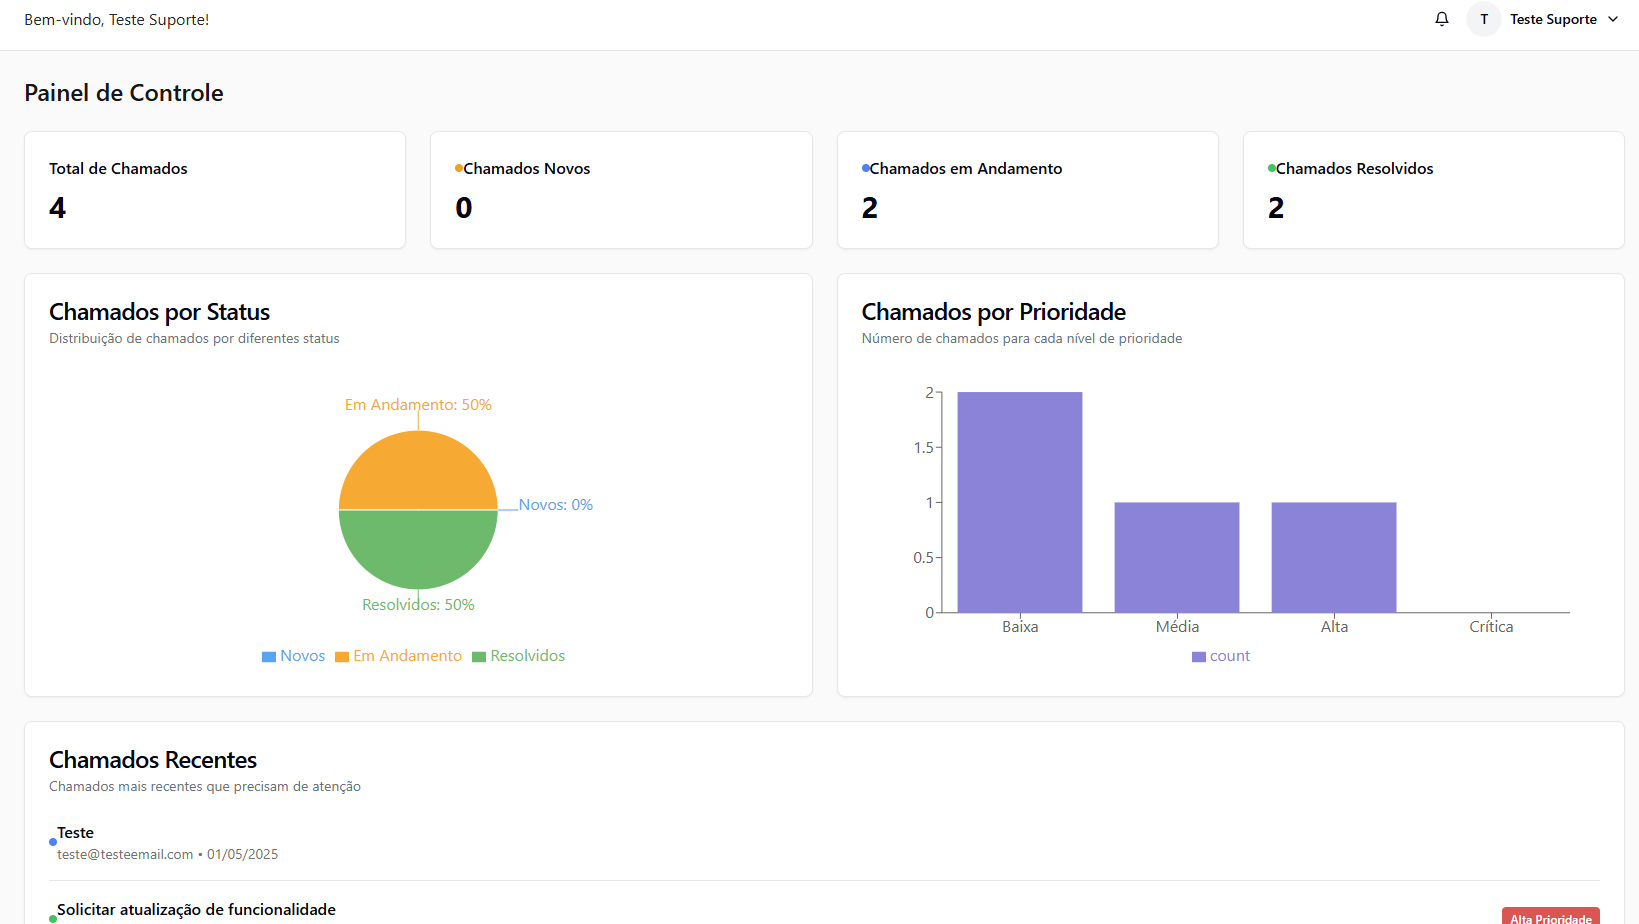 Bem-vindo, Teste Suporte!
T
Teste Suporte
Painel de Controle
Total de Chamados
4
Chamados Novos
0
Chamados em Andamento
2
Chamados Resolvidos
2
Chamados por Status
Distribuição de chamados por diferentes status
Em Andamento: 50%
Novos: 0%
Resolvidos: 50%
Novos Em Andamento Resolvidos
Chamados por Prioridade
Número de chamados para cada nível de prioridade
2
1.5
1
0.5
0
Baixa Média Alta Crítica
count
Chamados Recentes
Chamados mais recentes que precisam de atenção
Teste
teste@testeemail.com • 01/05/2025
Solicitar atualização de funcionalidade
Alta Prioridade